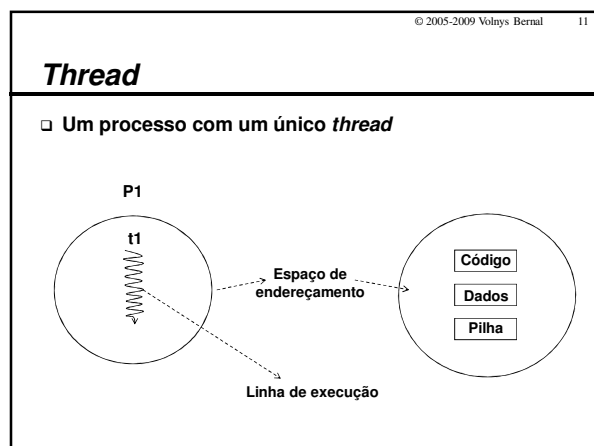 © 2005-2009 Volnys Bernal 11
Thread
Um processo com um único thread
P1
t1
Espaço de
endereçamento
Código
Dados
Pilha
Linha de execução